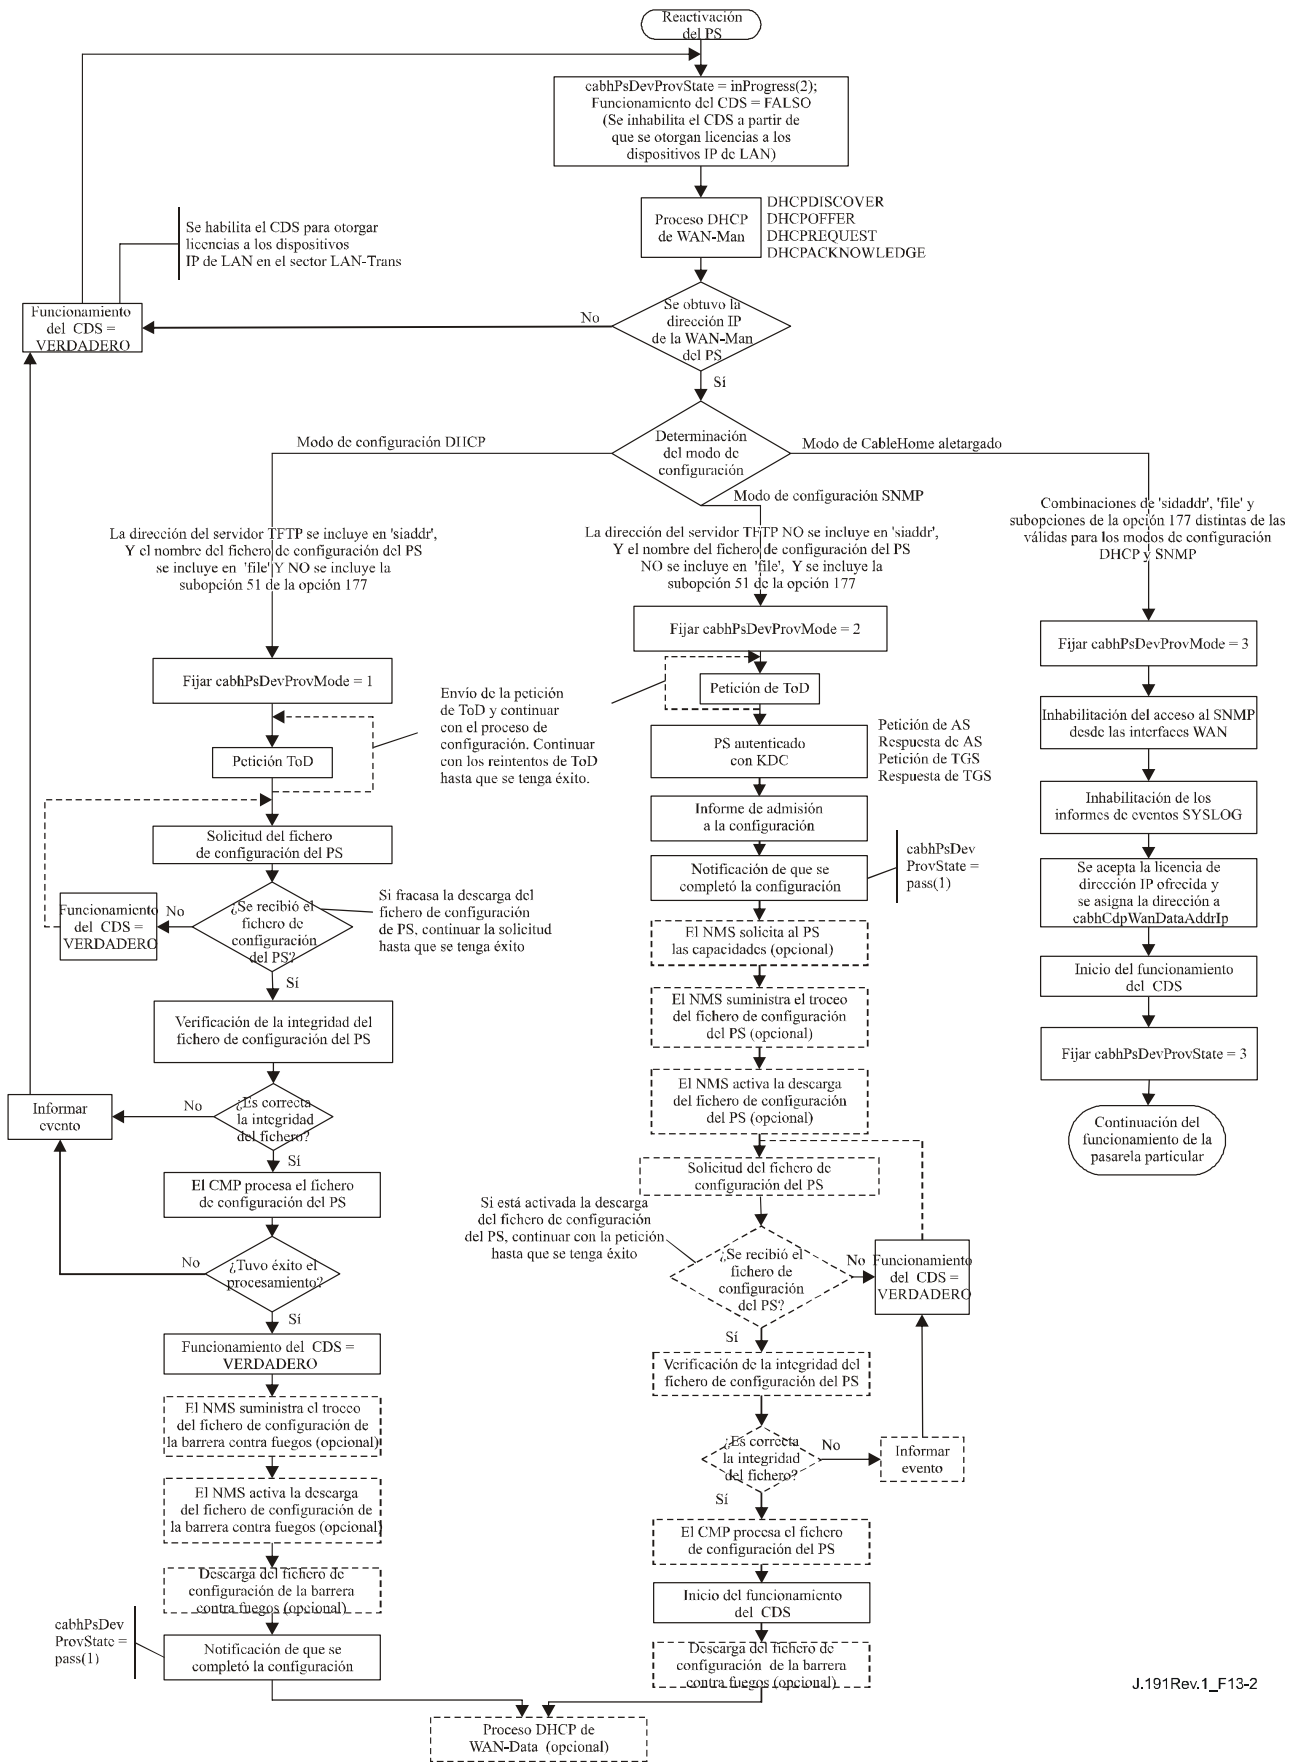 Reactivación
del PS
cabhPsDevProvState = inProgress(2);
Funcionamiento del CDS = FALSO
(Se inhabilita el CDS a partir de
que se otorgan licencias a los
dispositivos IP de LAN)
Proceso DHCP
de WAN-Man
DHCPDISCOVER
DHCPOFFER
DHCPREQUEST
DHCPACKNOWLEDGE
Se habilita el CDS para otorgar
licencias a los dispositivos
IP de LAN en el sector LAN-Trans
Funcionamiento
del CDS =
VERDADERO
No
Se obtuvo la
dirección IP
de la WAN-Man
del PS
Sí
Determinación
del modo de
configuración
Modo de configuración DHCP
Modo de CableHome aletargado
Modo de configuración SNMP
La dirección del servidor TFTP se incluye en 'siaddr',
Y el nombre del fichero de configuración del PS
se incluye en 'file' Y NO se incluye la
subopción 51 de la opción 177
La dirección del servidor TFTP NO se incluye en 'siaddr',
Y el nombre del fichero de configuración del PS
NO se incluye en 'file', Y se incluye la
subopción 51 de la opción 177
Combinaciones de 'sidaddr', 'file' y
subopciones de la opción 177 distintas de las
válidas para los modos de configuración
DHCP y SNMP
Fijar cabhPsDevProvMode = 1
Petición ToD
Envío de la petición
de ToD y continuar
con el proceso de
configuración. Continuar
con los reintentos de ToD
hasta que se tenga éxito.
Solicitud del fichero
de configuración del PS
¿Se recibió el
fichero de
configuración
del PS?
No
Funcionamiento
del CDS =
VERDADERO
Si fracasa la descarga del
fichero de configuración
de PS, continuar la solicitud
hasta que se tenga éxito
Sí
Verificación de la integridad del
fichero de configuración del PS
¿Es correcta
la integridad
del fichero?
No
Informar
evento
Sí
El CMP procesa el fichero
de configuración del PS
¿Tuvo éxito el
procesamiento?
No
Sí
Funcionamiento del CDS =
VERDADERO
El NMS suministra el troceo
del fichero de configuración de
la barrera contra fuegos (opcional)
El NMS activa la descarga
del fichero de configuración de
la barrera contra fuegos (opcional)
Descarga del fichero de
configuración de la barrera
contra fuegos (opcional)
cabhPsDev
ProvState =
pass(1)
Notificación de que se
completó la configuración
Fijar cabhPsDevProvMode = 2
Petición de ToD
PS autenticado
con KDC
Petición de AS
Respuesta de AS
Petición de TGS
Respuesta de TGS
Informe de admisión
a la configuración
Notificación de que se
completó la configuración
cabhPsDev
ProvState =
pass(1)
El NMS solicita al PS
las capacidades (opcional)
El NMS suministra el troceo
del fichero de configuración
del PS (opcional)
El NMS activa la descarga
del fichero de configuración
del PS (opcional)
Solicitud del fichero de
configuración del PS
Si está activada la descarga
del fichero de configuración
del PS, continuar con la petición
hasta que se tenga éxito
¿Se recibió el
fichero de
configuración
del PS?
No
Funcionamiento
del CDS =
VERDADERO
Sí
Verificación de la integridad del
fichero de configuración del PS
¿Es correcta
la integridad
del fichero?
No
Informar
evento
Sí
El CMP procesa el fichero
de configuración del PS
Inicio del funcionamiento
del CDS
Descarga del fichero de
configuración de la barrera
contra fuegos (opcional)
Fijar cabhPsDevProvMode = 3
Inhabilitación del acceso al SNMP
desde las interfaces WAN
Inhabilitación de los
informes de eventos SYSLOG
Se acepta la licencia de
dirección IP ofrecida y
se asigna la dirección a
cabhCdpWanDataAddrIp
Inicio del funcionamiento
del CDS
Fijar cabhPsDevProvState = 3
Continuación del
funcionamiento de la
pasarela particular
Proceso DHCP de
WAN-Data (opcional)
J.191Rev.1_F13-2